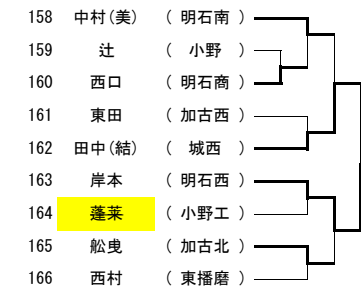 158 中村(美) ( 明石南 )
159 辻 ( 小野 )
160 西口 ( 明石商 )
161 東田 ( 加古西 )
162 田中(結) ( 城西 )
163 岸本 ( 明石西 )
164 蓬莱 ( 小野工 )
165 舩曵 ( 加古北 )
166 西村 ( 東播磨 )